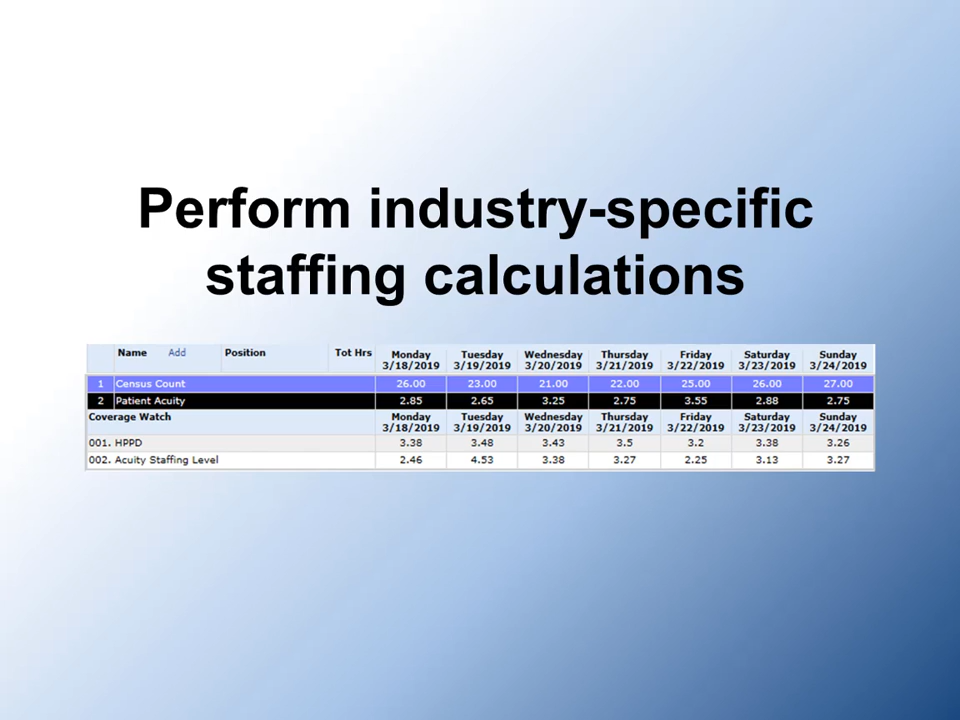 Perform industry-specific
staffing calculations
Name Add Position Tot Hrs Monday 3/18/2019 Tuesday 3/19/2019 Wednesday 3/20/2019 Thursday 3/21/2019 Friday 3/22/2019 Saturday 3/23/2019 Sunday 3/24/2019
1 Census Count 26.00 23.00 21.00 22.00 25.00 26.00 27.00
2 Patient Acuity 2.85 2.65 3.25 2.75 3.55 2.88 2.75
Coverage Watch Monday 3/18/2019 Tuesday 3/19/2019 Wednesday 3/20/2019 Thursday 3/21/2019 Friday 3/22/2019 Saturday 3/23/2019 Sunday 3/24/2019
001. HPPD 3.38 3.48 3.43 3.5 3.2 3.38 3.26
002. Acuity Staffing Level 2.46 4.53 3.38 3.27 2.25 3.13 3.27